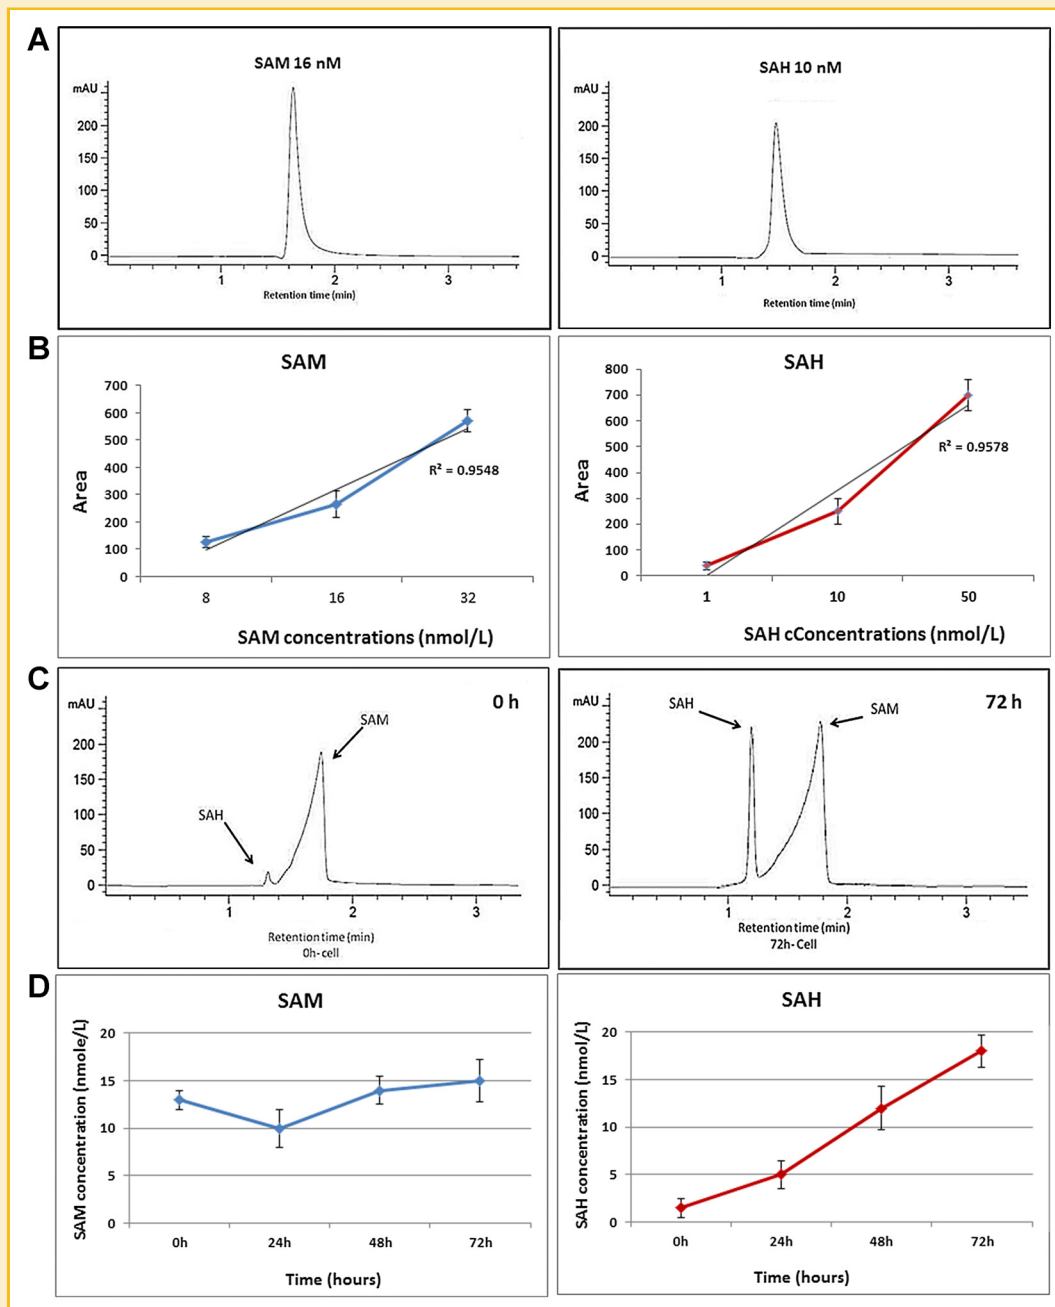 A
SAM 16 nM
mAU
200
150
100
50
0
1 2 3
Retention time (min)
SAH 10 nM
mAU
200
150
100
50
0
1 2 3
Retention time (min)
B
SAM
Area
700
600
500
400
300
200
100
0
R² = 0.9548
8 16 32
SAM concentrations (nmol/L)
SAH
Area
800
700
600
500
400
300
200
100
0
R² = 0.9578
1 10 50
SAH cConcentrations (nmol/L)
C
0 h
mAU
SAM
SAH
200
150
100
50
0
1 2 3
Retention time (min)
0h- cell
72 h
mAU
SAH
SAM
200
150
100
50
0
1 2 3
Retention time (min)
72h- Cell
D
SAM
SAM concentration (nmole/L)
20
15
10
5
0
0h 24h 48h 72h
Time (hours)
SAH
SAH concentration (nmol/L)
20
15
10
5
0
0h 24h 48h 72h
Time (hours)